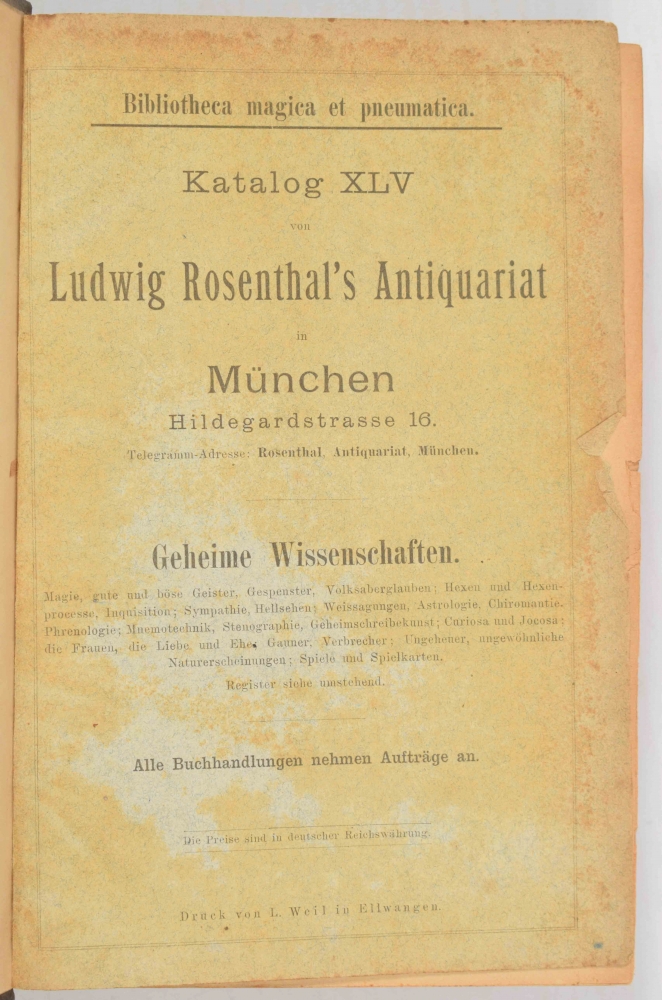 Bibliotheca magica et pneumatica.
Katalog XLV
von
Ludwig Rosenthal's Antiquariat
in
München
Hildegardstrasse 16.
Telegramm-Adresse: Rosenthal, Antiquariat, München.
Geheime Wissenschaften.
Magie, gute und böse Geister, Gespenster, Volksaberglauben; Hexen und Hexen-
processe, Inquisition; Sympathie, Hellsehen; Weissagungen, Astrologie, Chiromantie,
Phrenologie; Mnemotechnik, Stenographie, Geheimschreibekunst; Curiosa und Jocosa;
die Frauen, die Liebe und Ehe, Gauner, Verbrecher; Ungeheuer, ungewöhnliche
Naturerscheinungen; Spiele und Spielkarten.
Register siehe umstehend.
Alle Buchhandlungen nehmen Aufträge an.
Die Preise sind in deutscher Reichswährung.
Druck von L. Weil in Ellwangen.